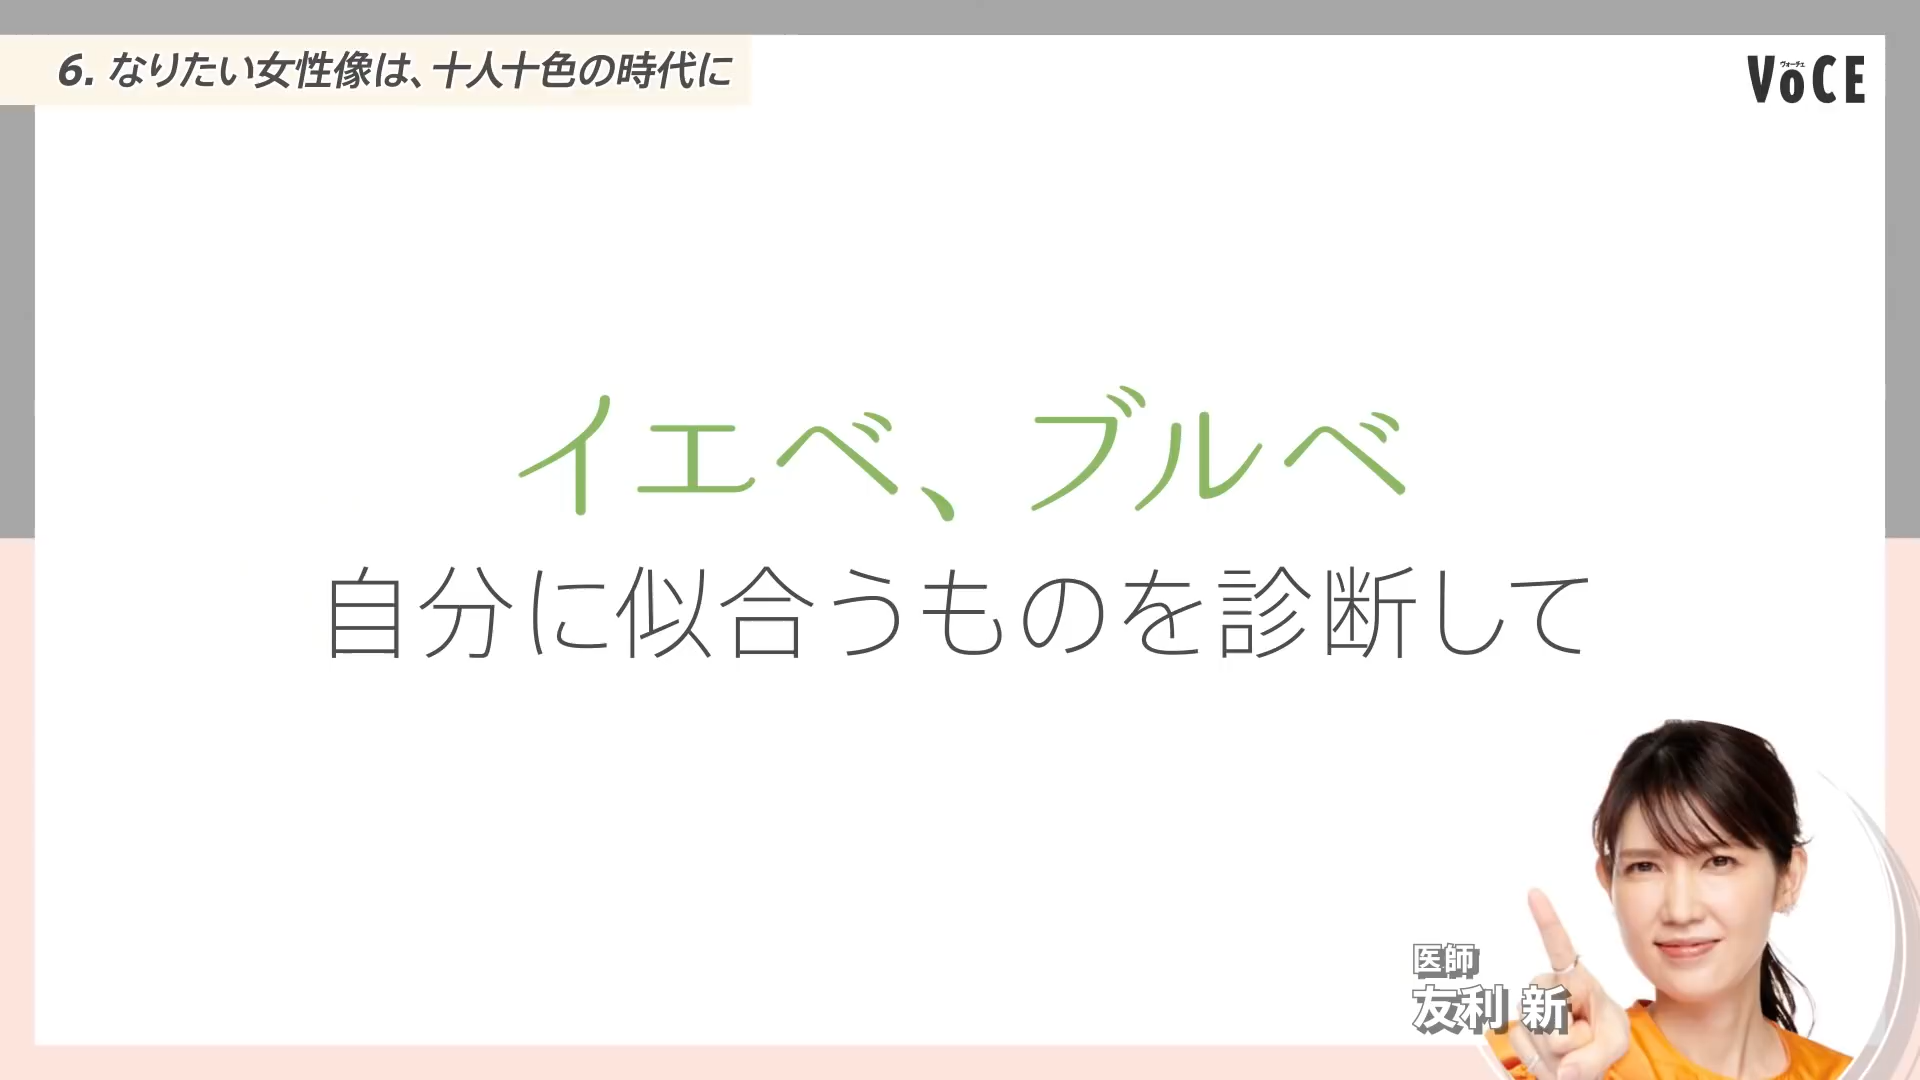 6. なりたい女性像は、十人十色の時代に
VOCE
ヴォーチェ
イエベ、ブルベ
自分に似合うものを診断して
医師
友利 新